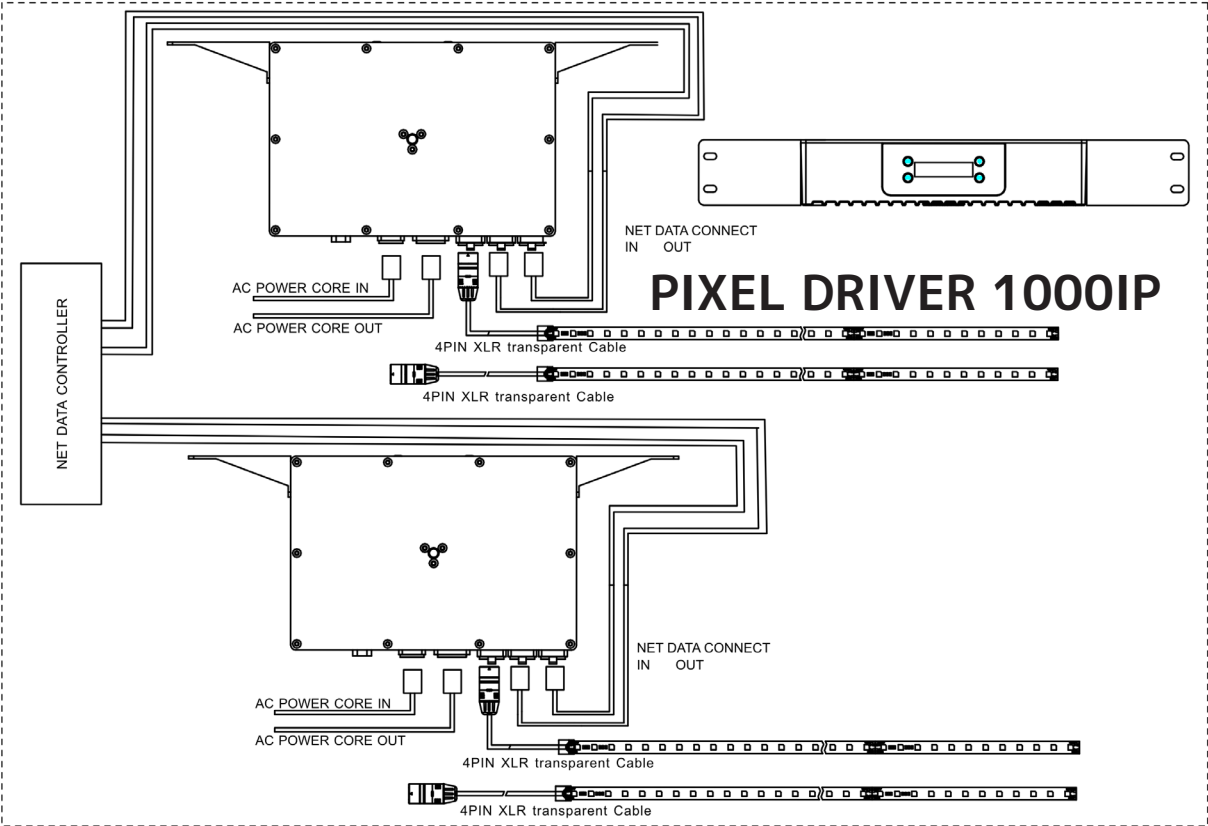 NET DATA CONNECT
IN OUT
PIXEL DRIVER 1000IP
AC POWER CORE IN
AC POWER CORE OUT
4PIN XLR transparent Cable
4PIN XLR transparent Cable
NET DATA CONTROLLER
NET DATA CONNECT
IN OUT
AC POWER CORE IN
AC POWER CORE OUT
4PIN XLR transparent Cable
4PIN XLR transparent Cable